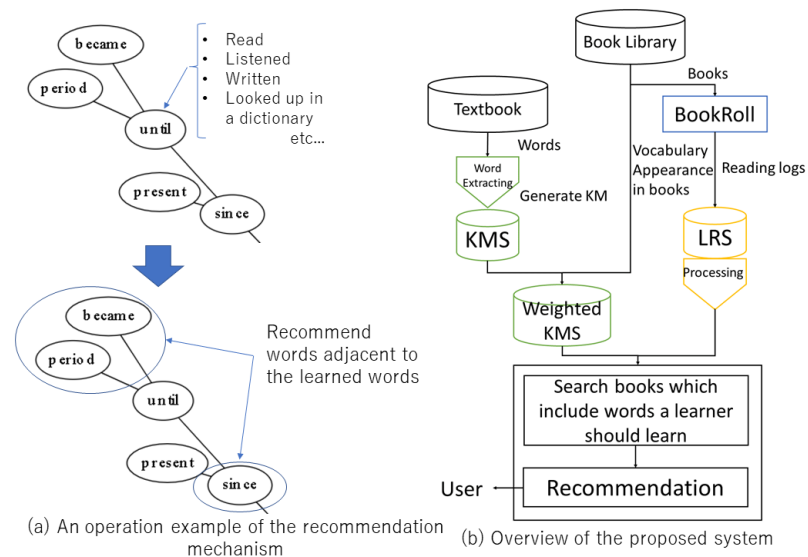 became
period
until
present
since
• Read
• Listened
• Written
• Looked up in
a dictionary
etc...
became
period
until
present
since
Recommend
words adjacent to
the learned words
(a) An operation example of the recommendation
mechanism
Book Library
Books
Textbook
BookRoll
Words
Word
Extracting
Generate KM
Vocabulary
Appearance
in books
Reading logs
KMS
LRS
Processing
Weighted
KMS
Search books which
include words a learner
should learn
Recommendation
User
(b) Overview of the proposed system